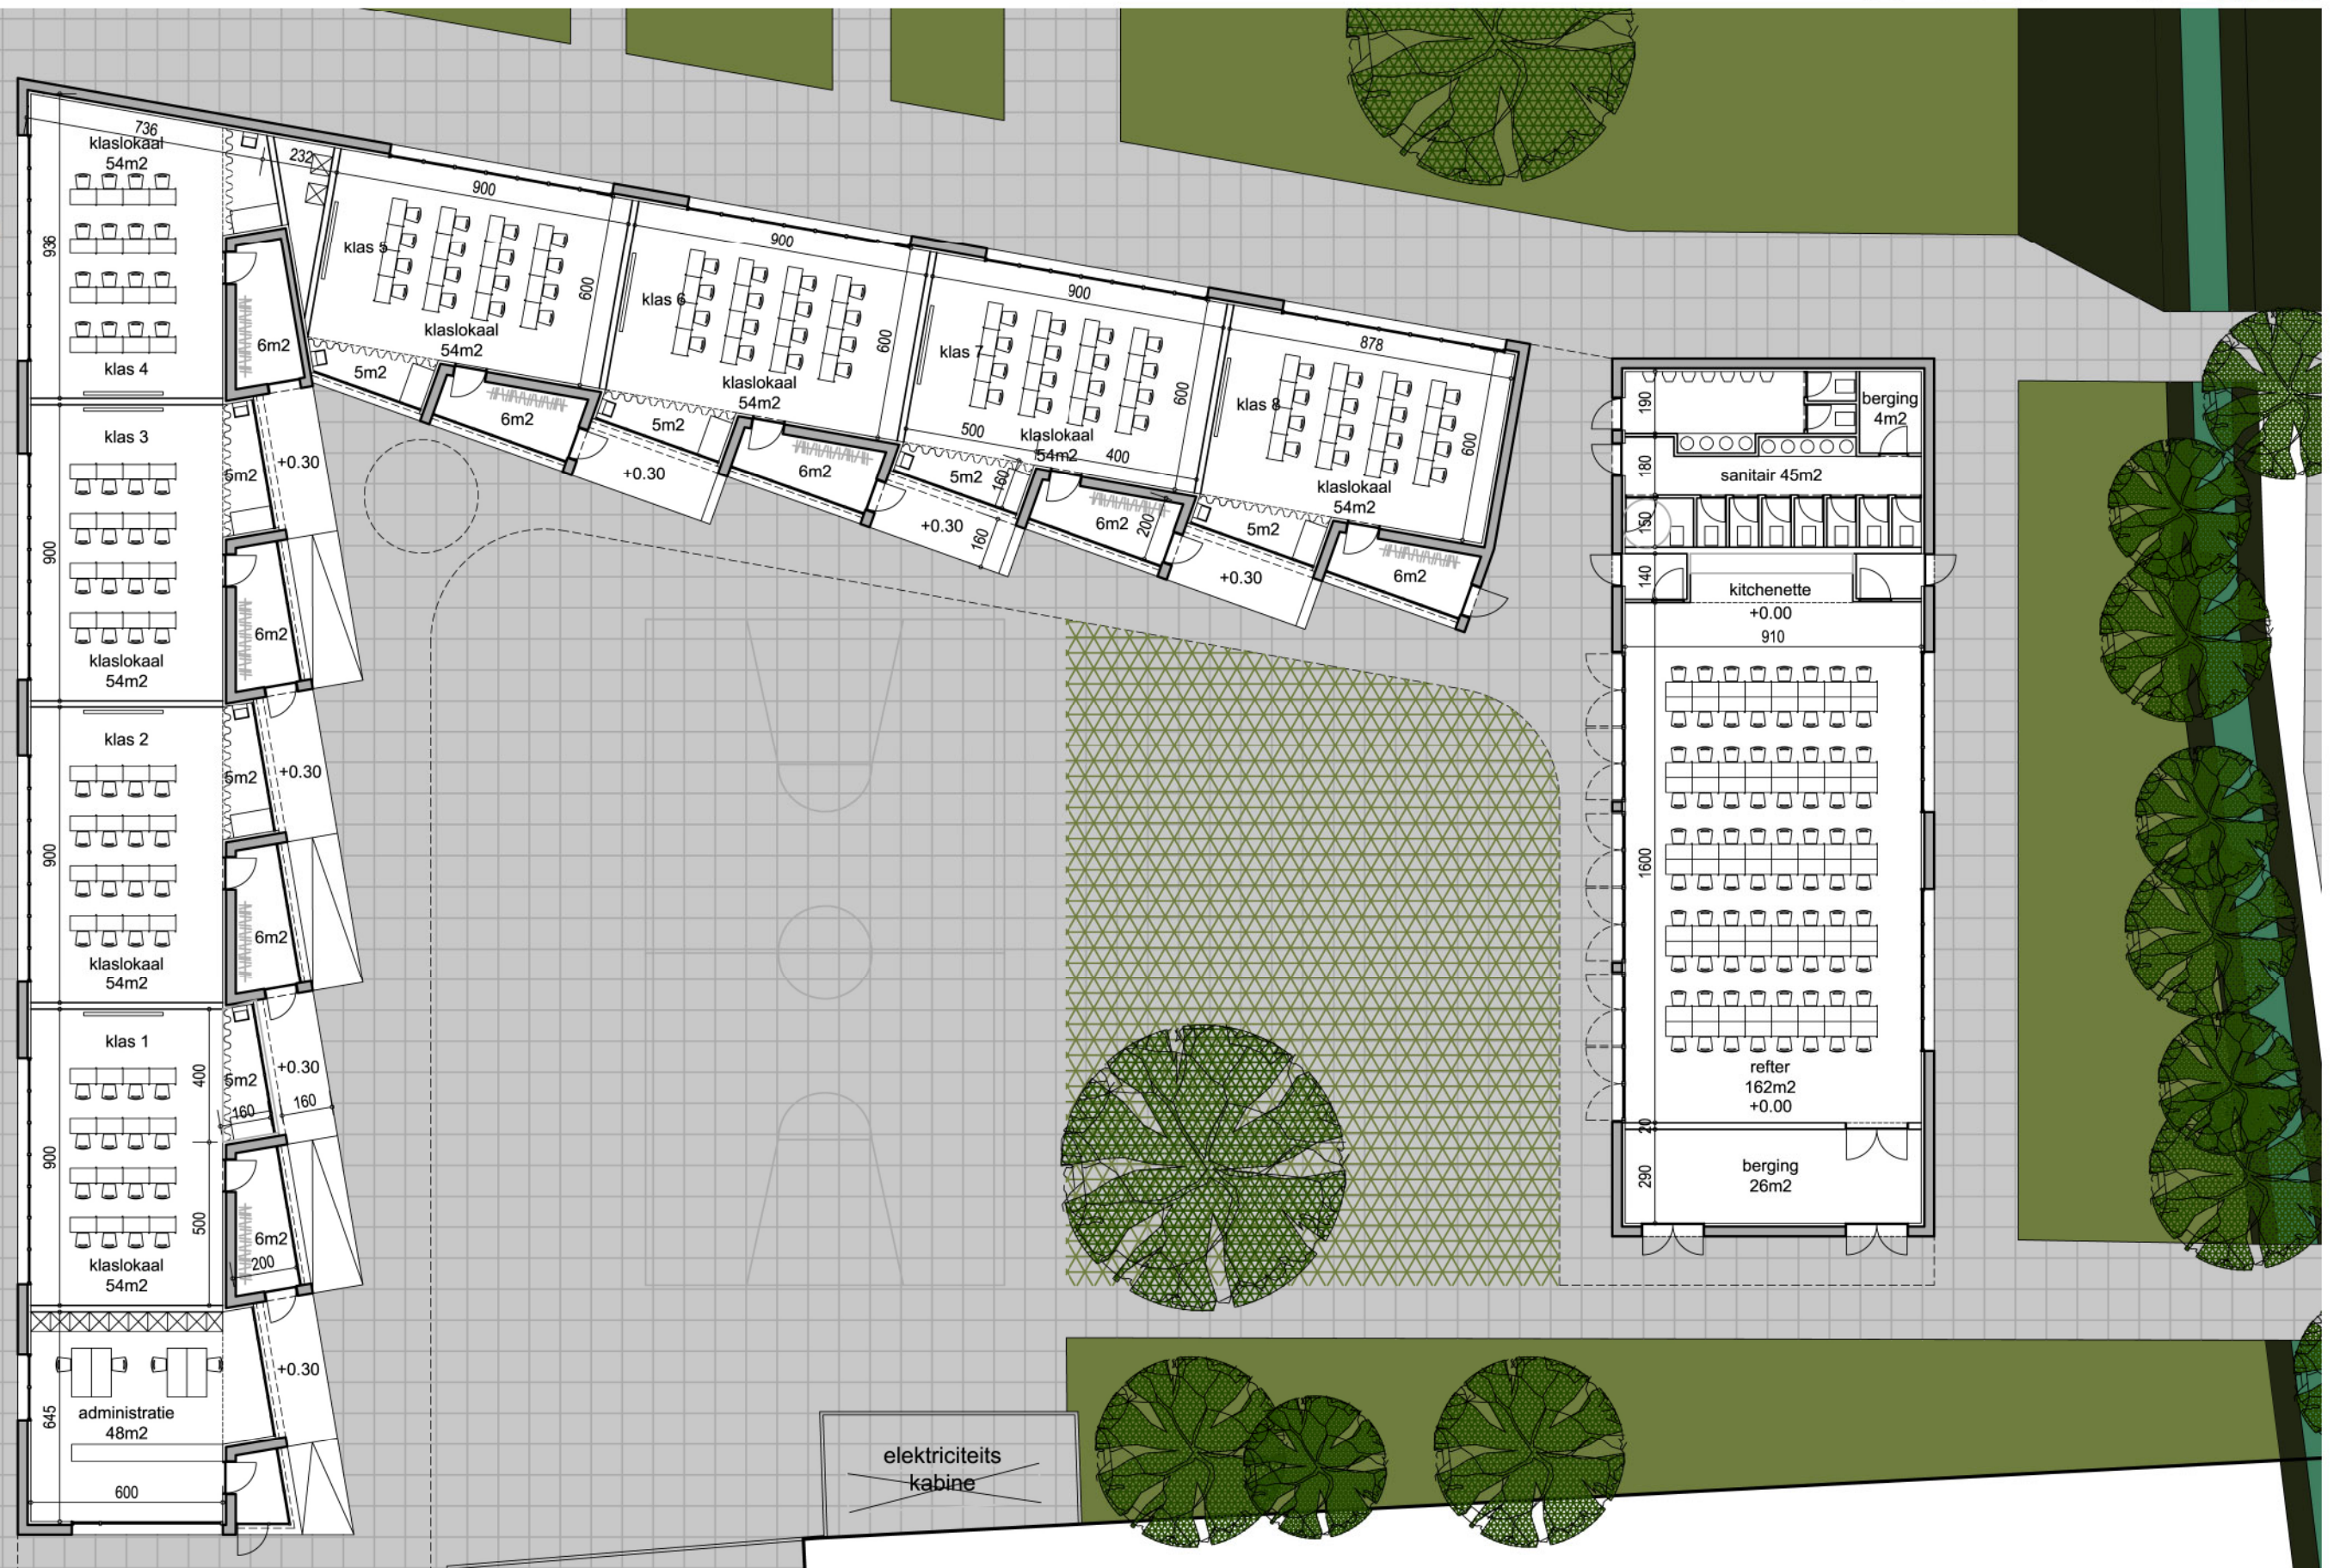 736
klaslokaal
54m2
936
klas 4
232
6m2
900
klas 5
klaslokaal
54m2
600
5m2
6m2
900
klas 6
klaslokaal
54m2
600
5m2
+0.30
6m2
900
klas 7
500
klaslokaal
54m2
400
600
5m2
160
+0.30
160
6m2
200
878
klas 8
klaslokaal
54m2
600
5m2
+0.30
6m2
klas 3
900
klaslokaal
54m2
5m2
+0.30
6m2
klas 2
900
klaslokaal
54m2
5m2
+0.30
6m2
klas 1
900
400
500
klaslokaal
54m2
5m2
160
+0.30
160
6m2
200
645
administratie
48m2
600
+0.30
190
berging
4m2
180
sanitair 45m2
150
140
kitchenette
+0.00
910
1600
refter
162m2
+0.00
20
290
berging
26m2
elektriciteits
kabine